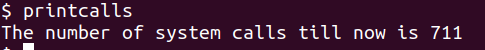 $ printcalls
The number of system calls till now is 711
$